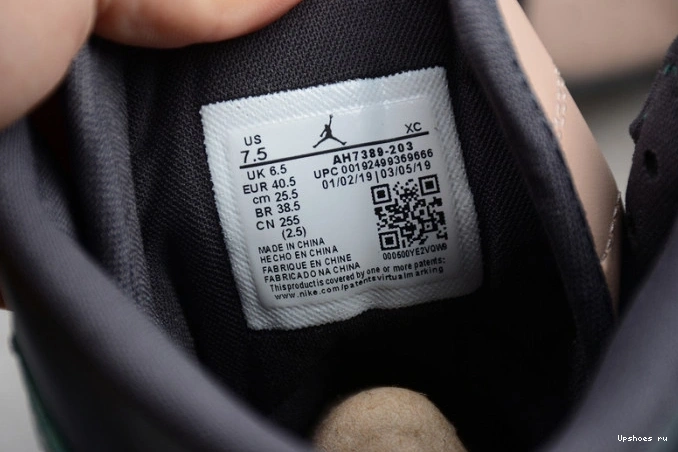 US
XC
7.5
AH7389-203
UK 6.5
UPC 00192499369666
EUR 40.5
01/02/19 | 03/05/19
cm 25.5
BR 38.5
CN 255
(2.5)
MADE IN CHINA
HECHO EN CHINA
FABRIQUE EN CHINE
FABRICADO NA CHINA
000500YE2VQW9
This product is covered by one or more patents:
www.nike.com/patentsvirtualmarking
Upshoes ru